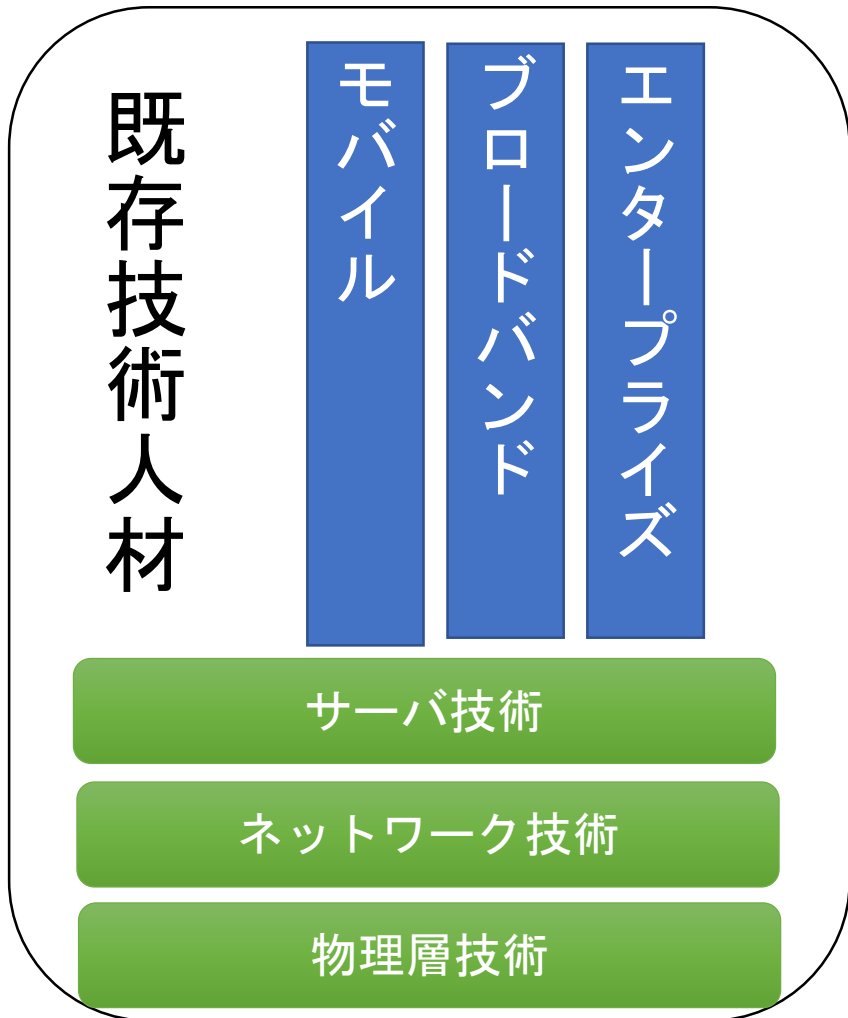 既存技術人材
モバイル
ブロードバンド
エンタープライズ
サーバ技術
ネットワーク技術
物理層技術